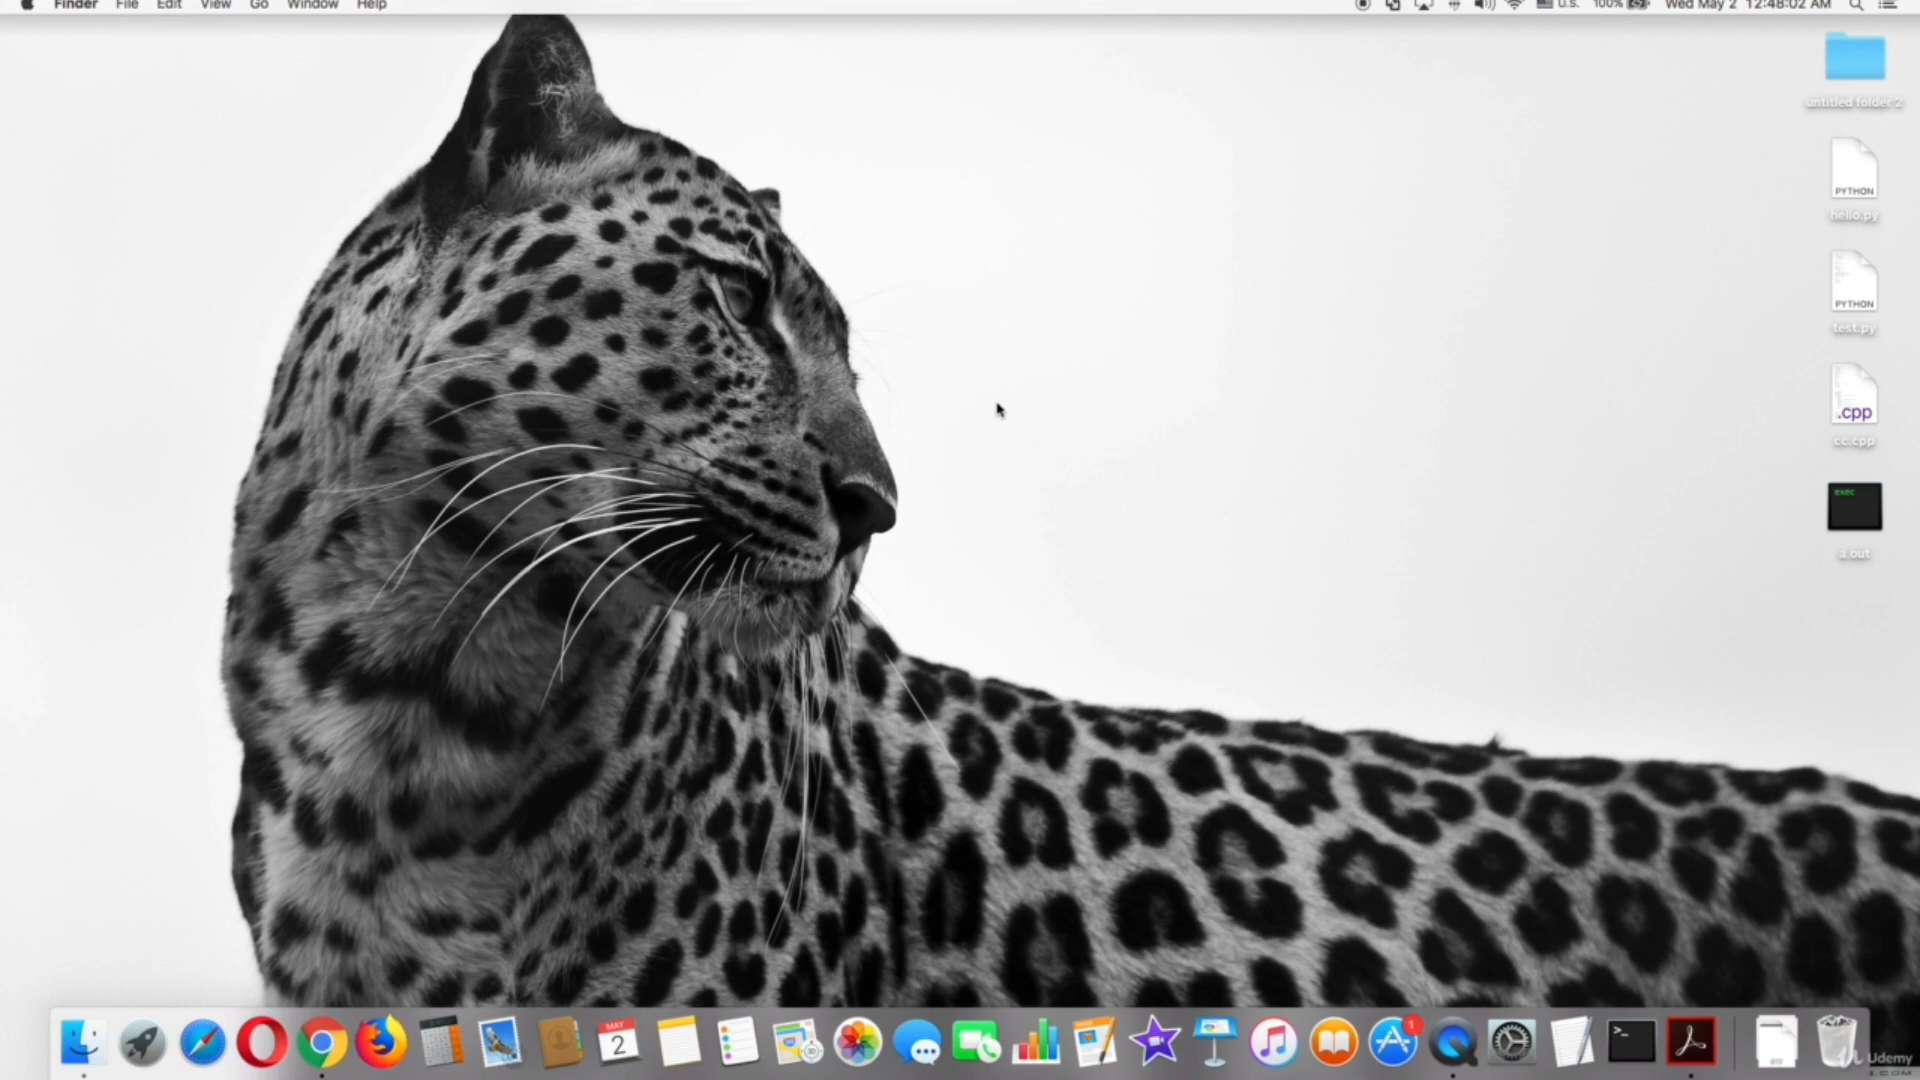 Finder File Edit View Go Window Help U.S. 100% Wed May 2 12:48:02 AM
untitled folder 2
PYTHON
hello.py
PYTHON
test.py
.cpp
cc.cpp
exec
a.out
MAY
2
1
>_
Udemy